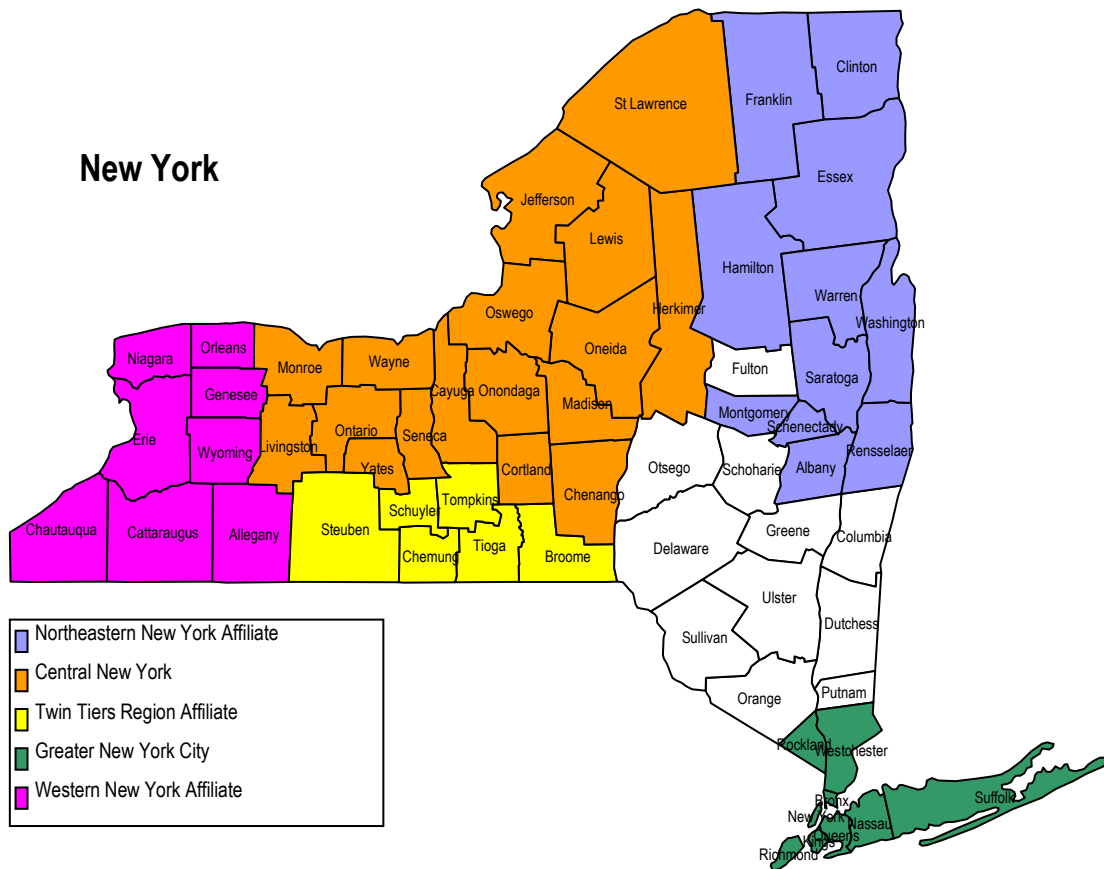 New York
Clinton
Franklin
St Lawrence
Essex
Jefferson
Lewis
Hamilton
Warren
Herkimer
Oswego
Washington
Oneida
Niagara
Orleans
Monroe
Wayne
Fulton
Saratoga
Genesee
Cayuga
Onondaga
Madison
Montgomery
Schenectady
Erie
Wyoming
Livingston
Ontario
Seneca
Yates
Cortland
Chenango
Otsego
Schoharie
Albany
Rensselaer
Chautauqua
Cattaraugus
Allegany
Steuben
Schuyler
Tompkins
Chemung
Tioga
Broome
Delaware
Greene
Columbia
Ulster
Dutchess
Sullivan
Orange
Putnam
Rockland
Westchester
Bronx
New York
Nassau
Suffolk
Queens
Kings
Richmond
Northeastern New York Affiliate
Central New York
Twin Tiers Region Affiliate
Greater New York City
Western New York Affiliate